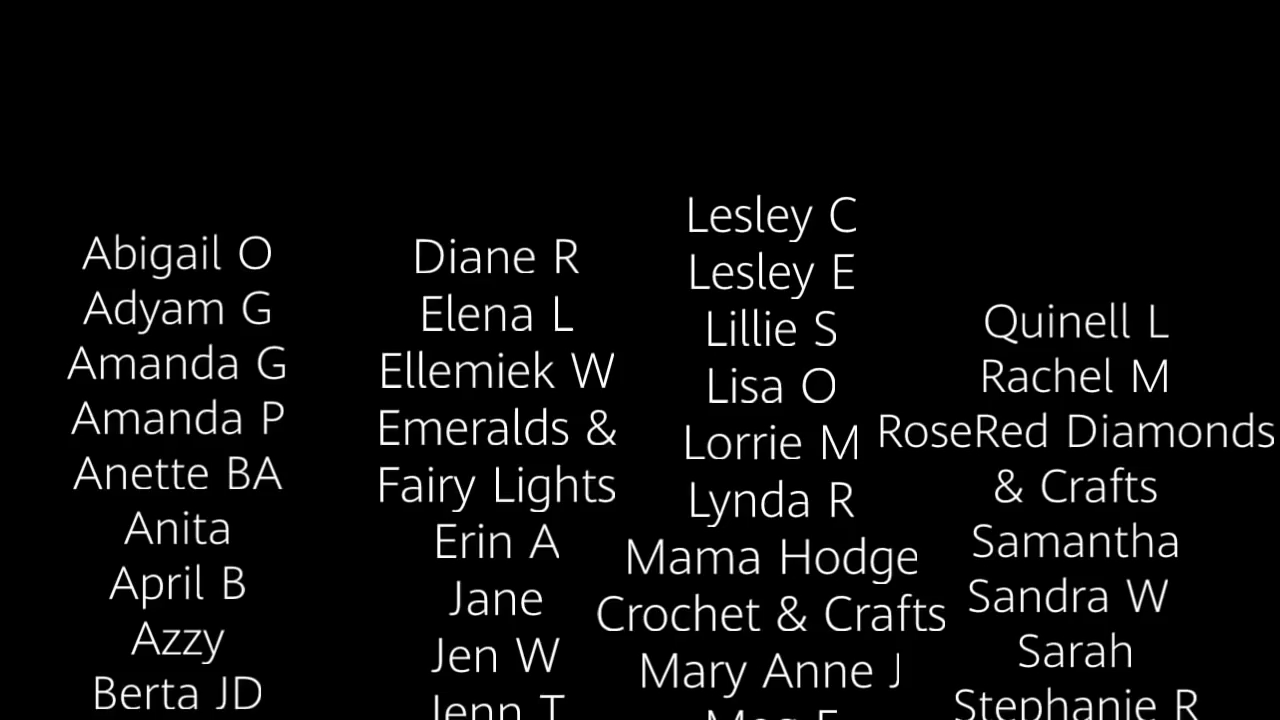 Abigail O
Adyam G
Amanda G
Amanda P
Anette BA
Anita
April B
Azzy
Berta JD
Diane R
Elena L
Ellemiek W
Emeralds &
Fairy Lights
Erin A
Jane
Jen W
Jenn T
Lesley C
Lesley E
Lillie S
Lisa O
Lorrie M
Lynda R
Mama Hodge
Crochet & Crafts
Mary Anne J
Quinell L
Rachel M
RoseRed Diamonds
& Crafts
Samantha
Sandra W
Sarah
Stephanie R